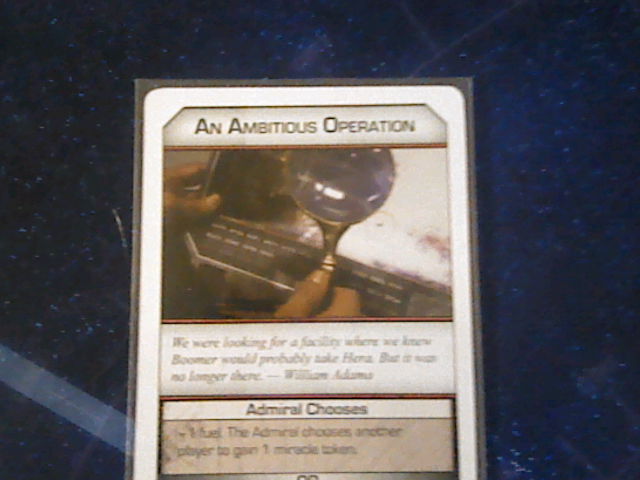 An Ambitious Operation
We were looking for a facility where we knew
Boomer would probably take Hera. But it was
no longer there. — William Adama
Admiral Chooses
-1 fuel. The Admiral chooses another
player to gain 1 miracle token.
OR